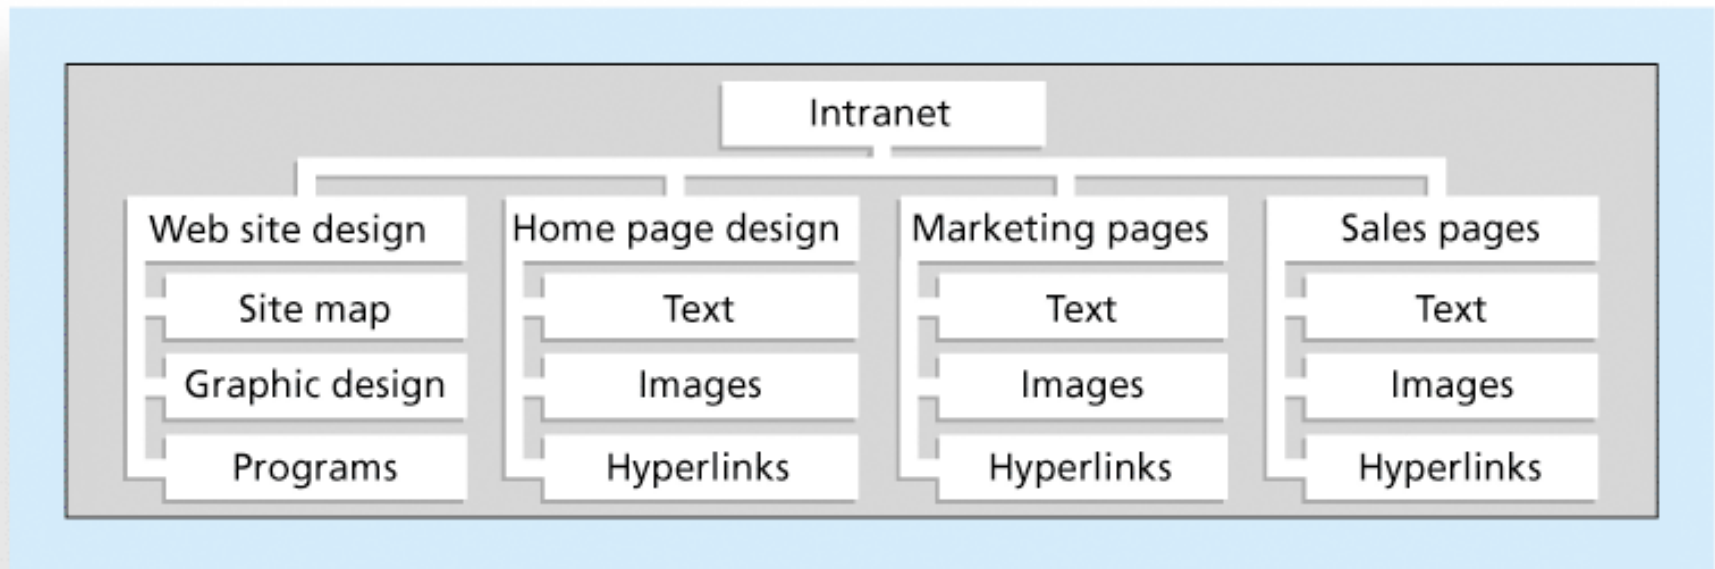 Intranet
Web site design
Home page design
Marketing pages
Sales pages
Site map
Text
Text
Text
Graphic design
Images
Images
Images
Programs
Hyperlinks
Hyperlinks
Hyperlinks